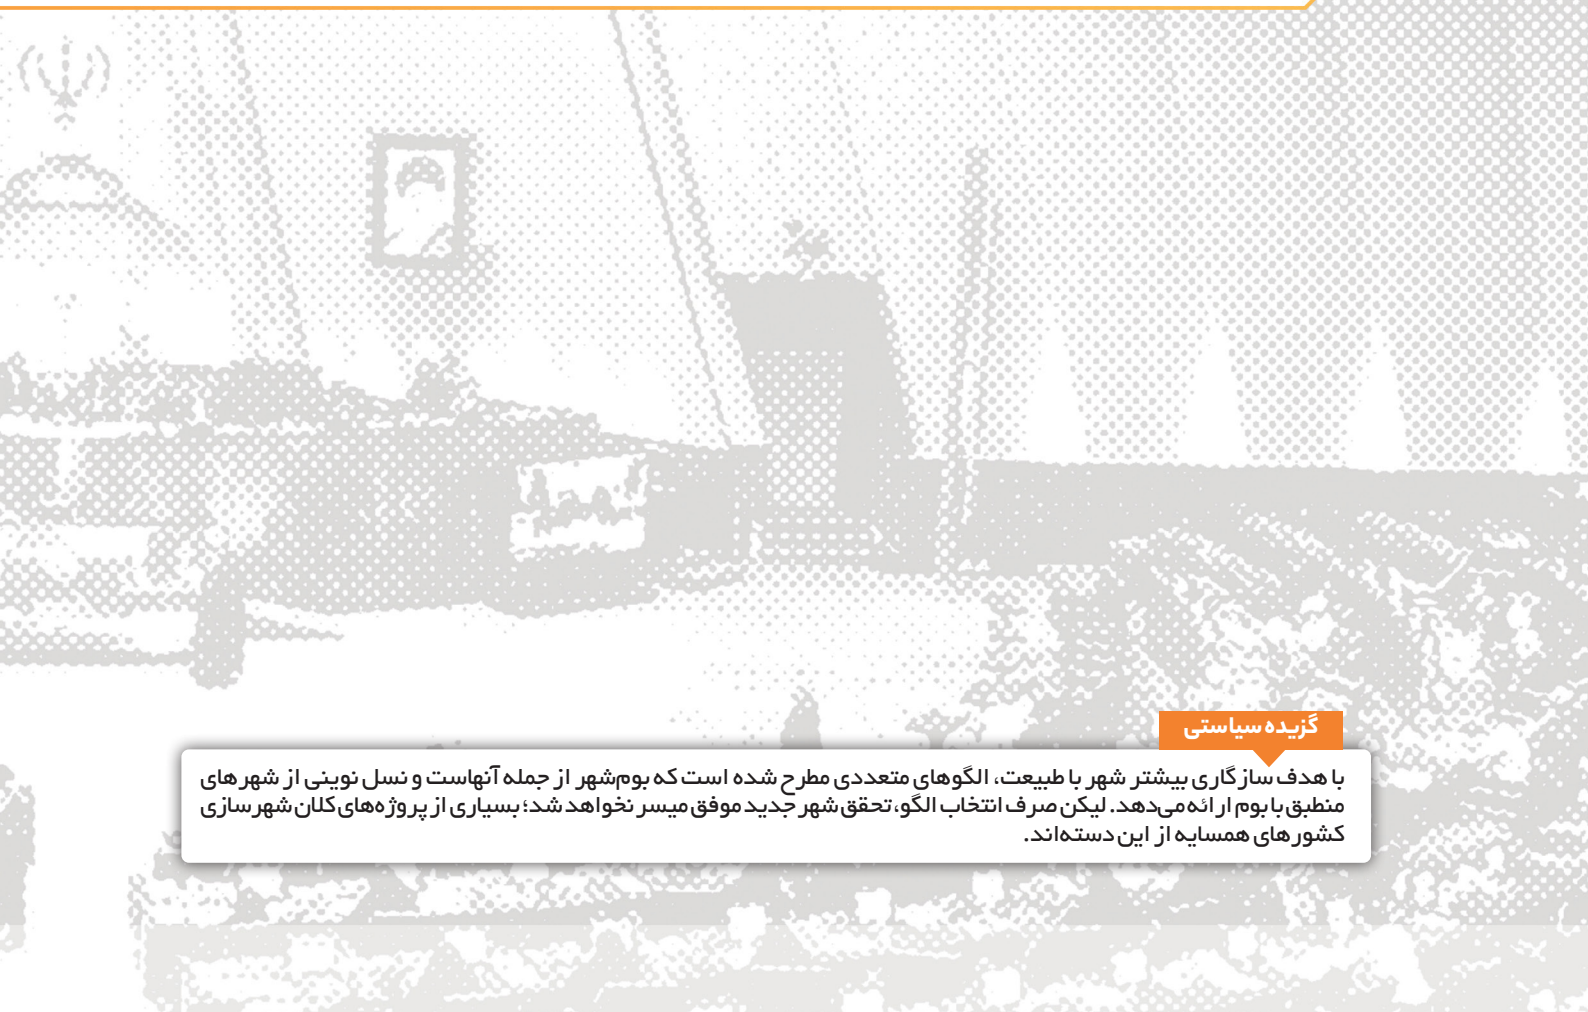 گزیده سیاستی
با هدف سازگاری بیشتر شهر با طبیعت، الگوهای متعددی مطرح شده است که بوم‌شهر از جمله آنهاست و نسل نوینی از شهرهای
منطبق با بوم ارائه می‌دهد. لیکن صرف انتخاب الگو، تحقق شهر جدید موفق میسر نخواهد شد؛ بسیاری از پروژه‌های کلان شهرسازی
کشورهای همسایه از این دسته‌اند.